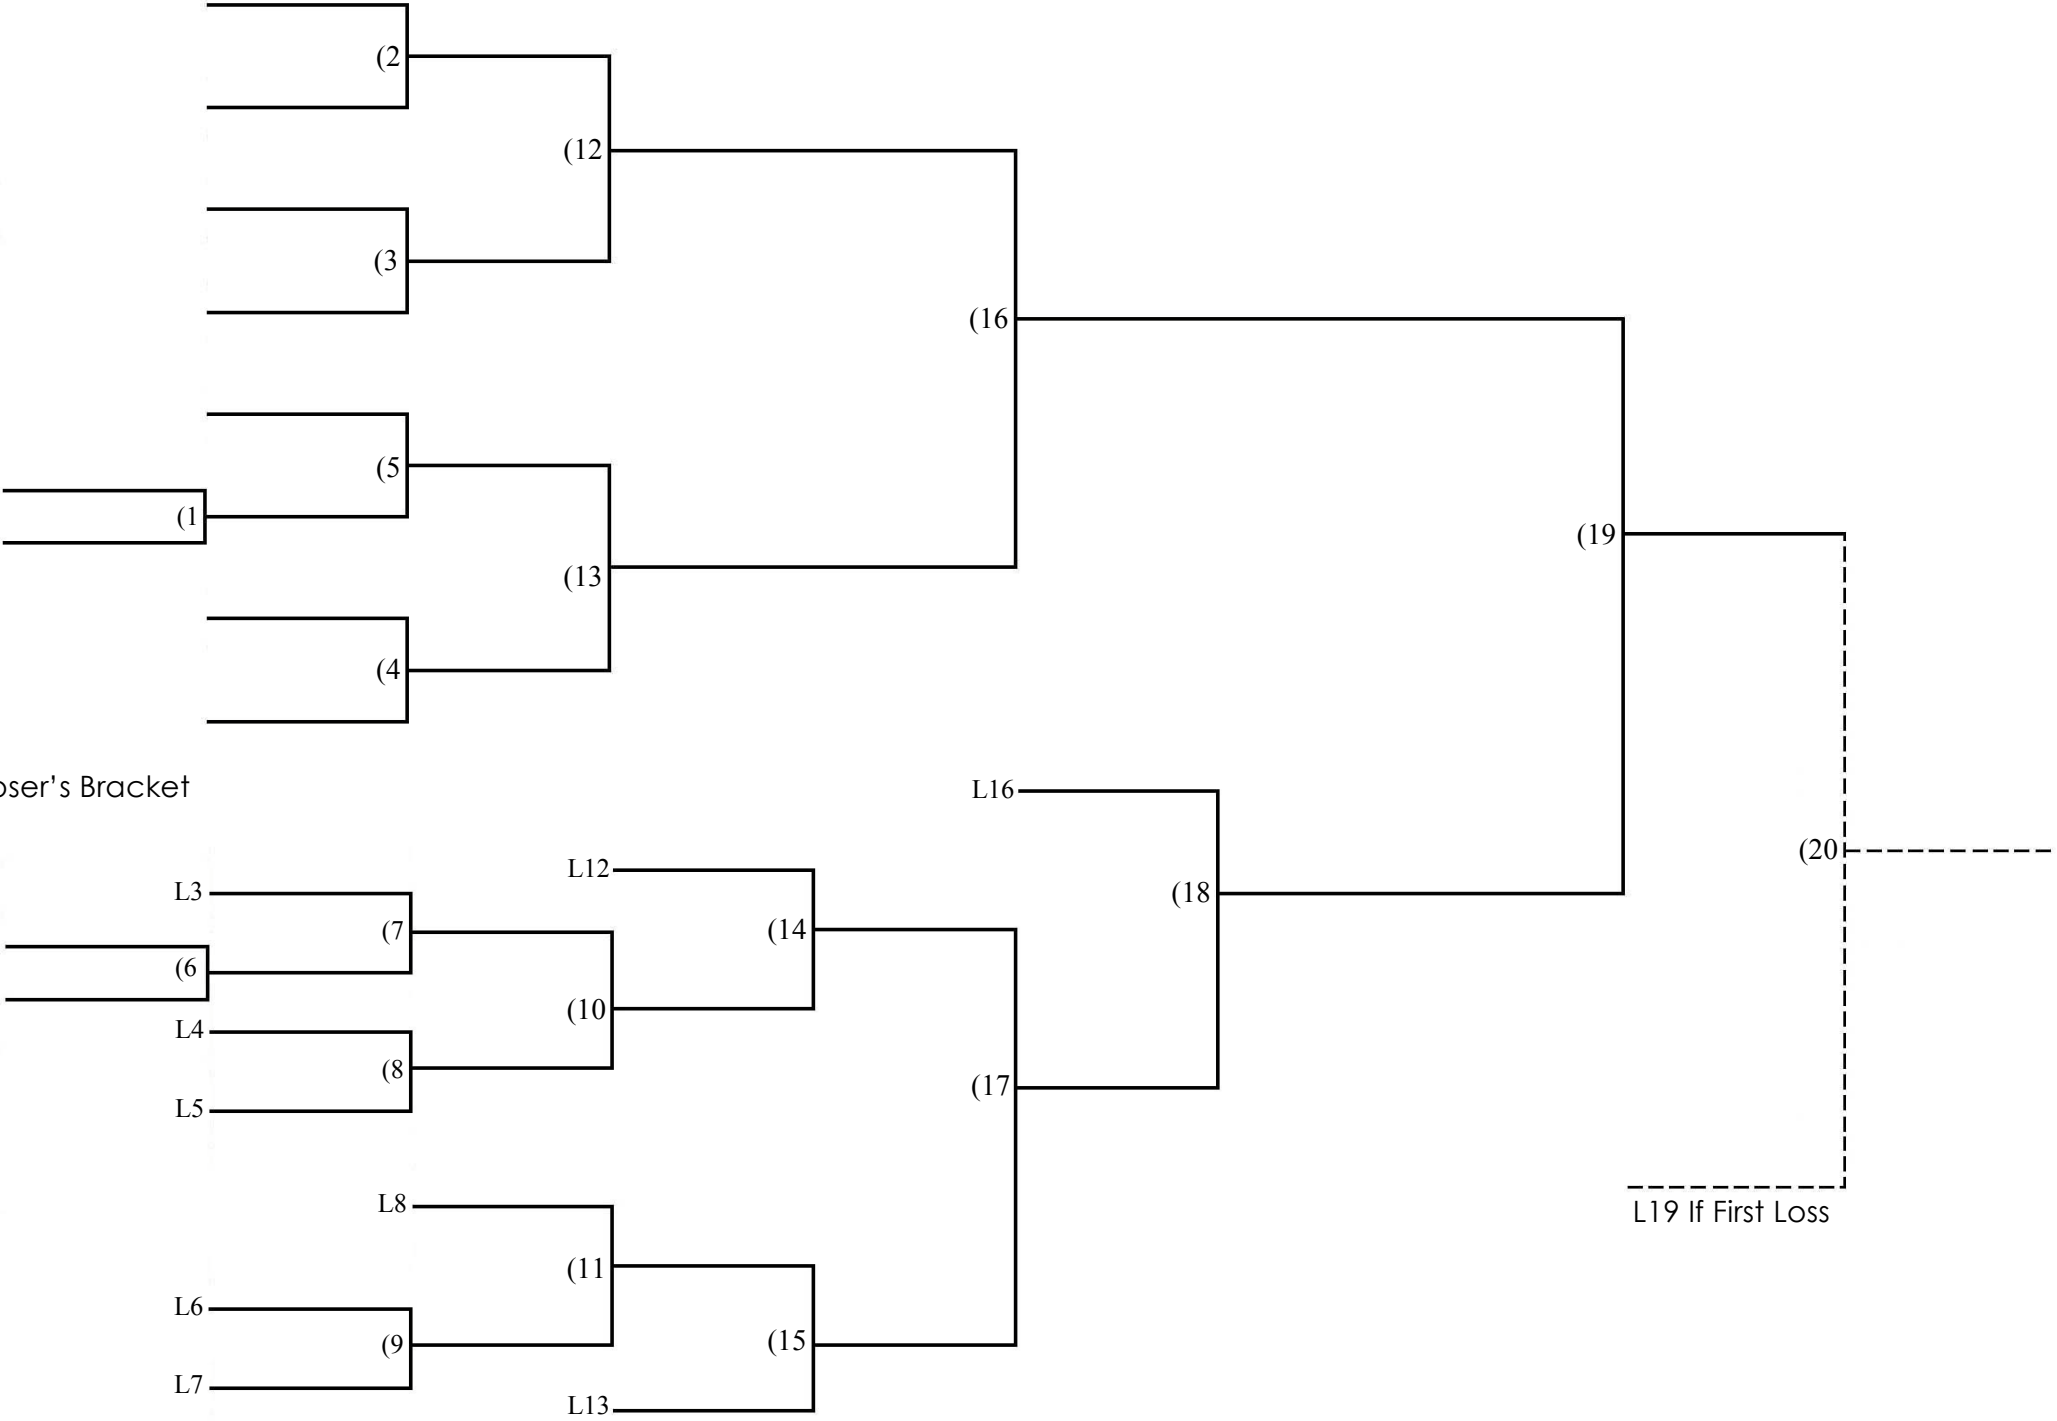 (2
(12
(3
(16
(5
(1
(19
(13
(4
oser's Bracket
L16
(20
L12
L3
(18
(7
(14
(6
(10
L4
(8
(17
L5
L8
L19 If First Loss
(11
L6
(15
(9
L7
L13